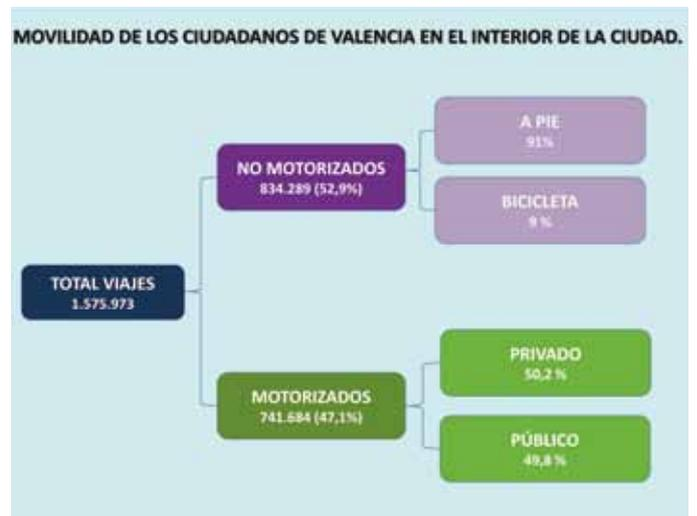 MOVILIDAD DE LOS CIUDADANOS DE VALENCIA EN EL INTERIOR DE LA CIUDAD.
A PIE
91%
NO MOTORIZADOS
834.289 (52,9%)
BICICLETA
9 %
TOTAL VIAJES
1.575.973
PRIVADO
50,2 %
MOTORIZADOS
741.684 (47,1%)
PÚBLICO
49,8 %